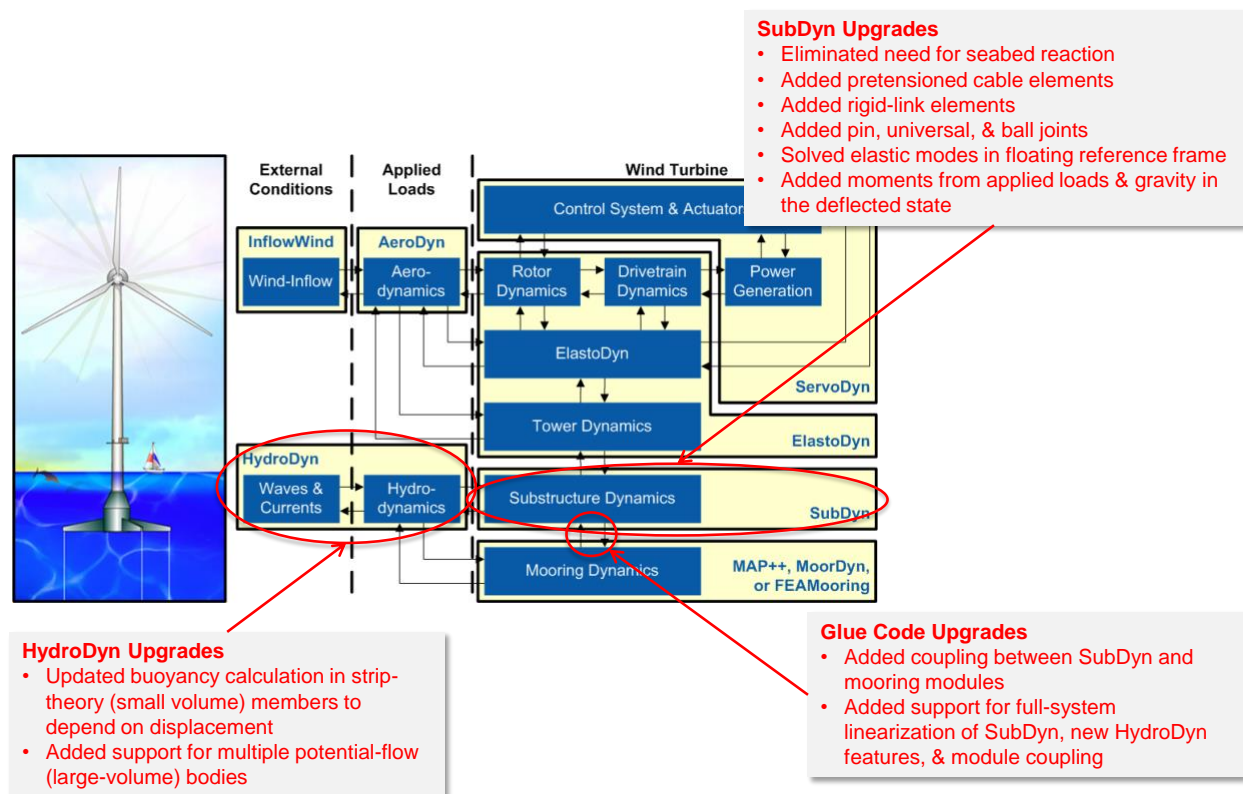 SubDyn Upgrades
• Eliminated need for seabed reaction
• Added pretensioned cable elements
• Added rigid-link elements
• Added pin, universal, & ball joints
• Solved elastic modes in floating reference frame
• Added moments from applied loads & gravity in
the deflected state
External
Conditions
Applied
Loads
Wind Turbine
Control System & Actuators
InflowWind
Wind-Inflow
AeroDyn
Aero-
dynamics
Rotor
Dynamics
Drivetrain
Dynamics
Power
Generation
ElastoDyn
ServoDyn
Tower Dynamics
ElastoDyn
HydroDyn
Waves &
Currents
Hydro-
dynamics
Substructure Dynamics
SubDyn
Mooring Dynamics
MAP++, MoorDyn,
or FEAMooring
HydroDyn Upgrades
• Updated buoyancy calculation in strip-
theory (small volume) members to
depend on displacement
• Added support for multiple potential-flow
(large-volume) bodies
Glue Code Upgrades
• Added coupling between SubDyn and
mooring modules
• Added support for full-system
linearization of SubDyn, new HydroDyn
features, & module coupling